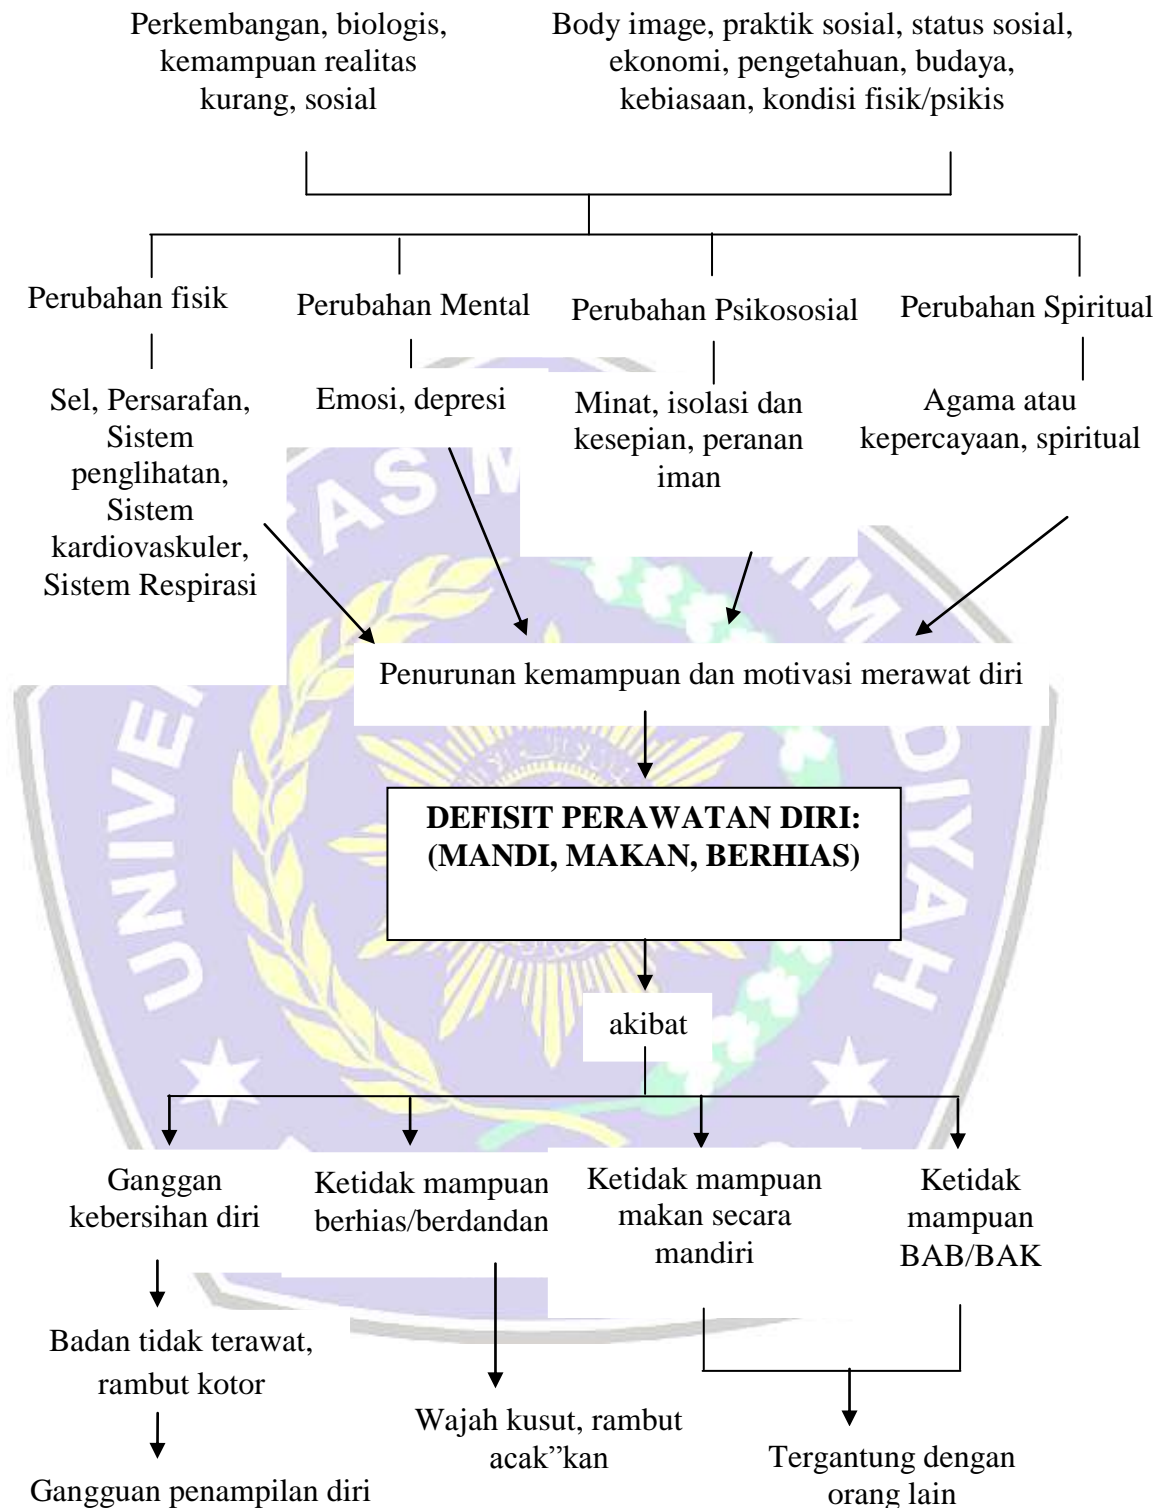 Perkembangan, biologis,
kemampuan realitas
kurang, sosial
Body image, praktik sosial, status sosial,
ekonomi, pengetahuan, budaya,
kebiasaan, kondisi fisik/psikis
Perubahan fisik
Perubahan Mental
Perubahan Psikososial
Perubahan Spiritual
Sel, Persarafan,
Sistem
penglihatan,
Sistem
kardiovaskuler,
Sistem Respirasi
Emosi, depresi
Minat, isolasi dan
kesepian, peranan
iman
Agama atau
kepercayaan, spiritual
Penurunan kemampuan dan motivasi merawat diri
DEFISIT PERAWATAN DIRI:
(MANDI, MAKAN, BERHIAS)
akibat
Ganggan
kebersihan diri
Ketidak mampuan
berhias/berdandan
Ketidak mampuan
makan secara
mandiri
Ketidak
mampuan
BAB/BAK
Badan tidak terawat,
rambut kotor
Gangguan penampilan diri
Wajah kusut, rambut
acak”kan
Tergantung dengan
orang lain